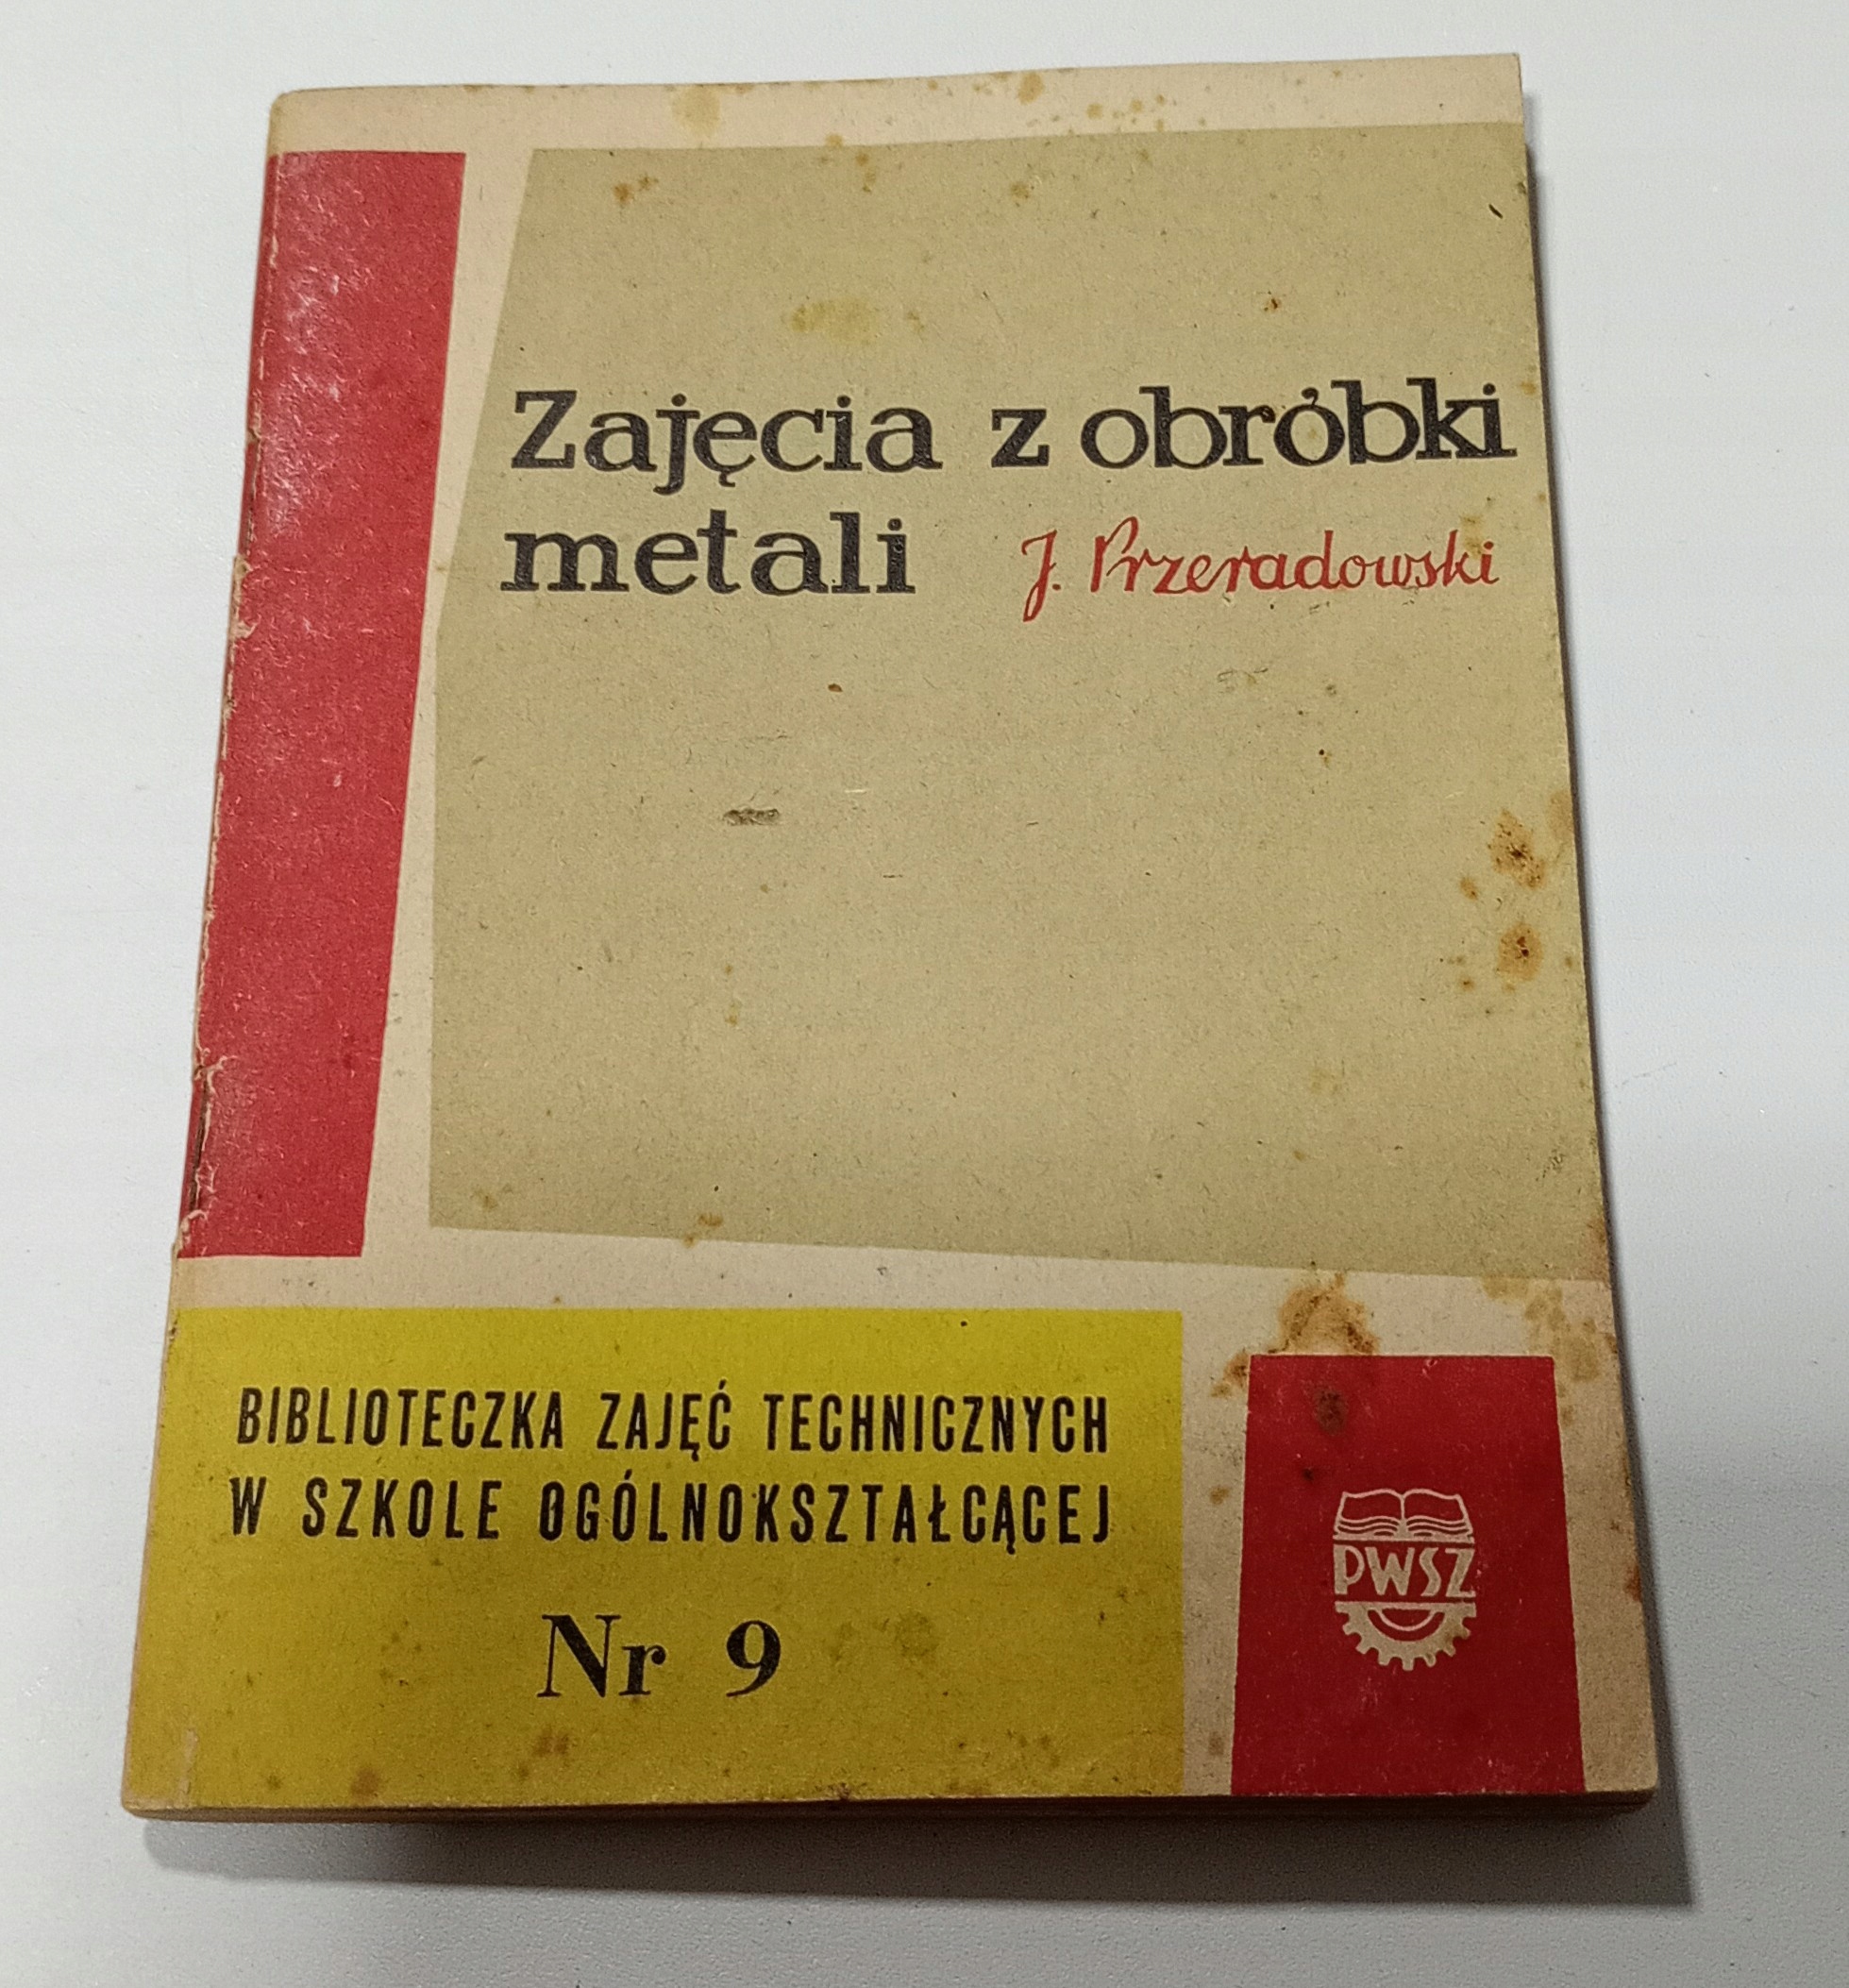 Zajęcia z obróbki
metali J. Przeradowski
BIBLIOTECZKA ZAJĘĆ TECHNICZNYCH
W SZKOLE OGÓLNOKSZTAŁCĄCEJ
Nr 9
PWSZ